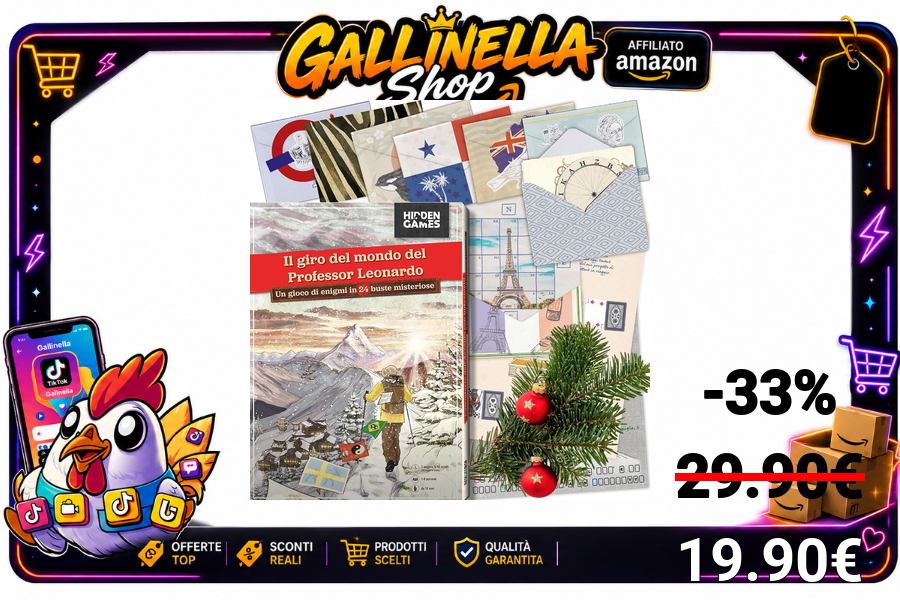 GALLINELLA
Shop
AFFILIATO
amazon
HIDDEN
GAMES
Il giro del mondo del
Professor Leonardo
Un gioco di enigmi in 24 buste misteriose
N
Gallinella
TikTok
Gallinella
-33%
29.90€
19.90€
OFFERTE
TOP
SCONTI
REALI
PRODOTTI
SCELTI
QUALITÀ
GARANTITA